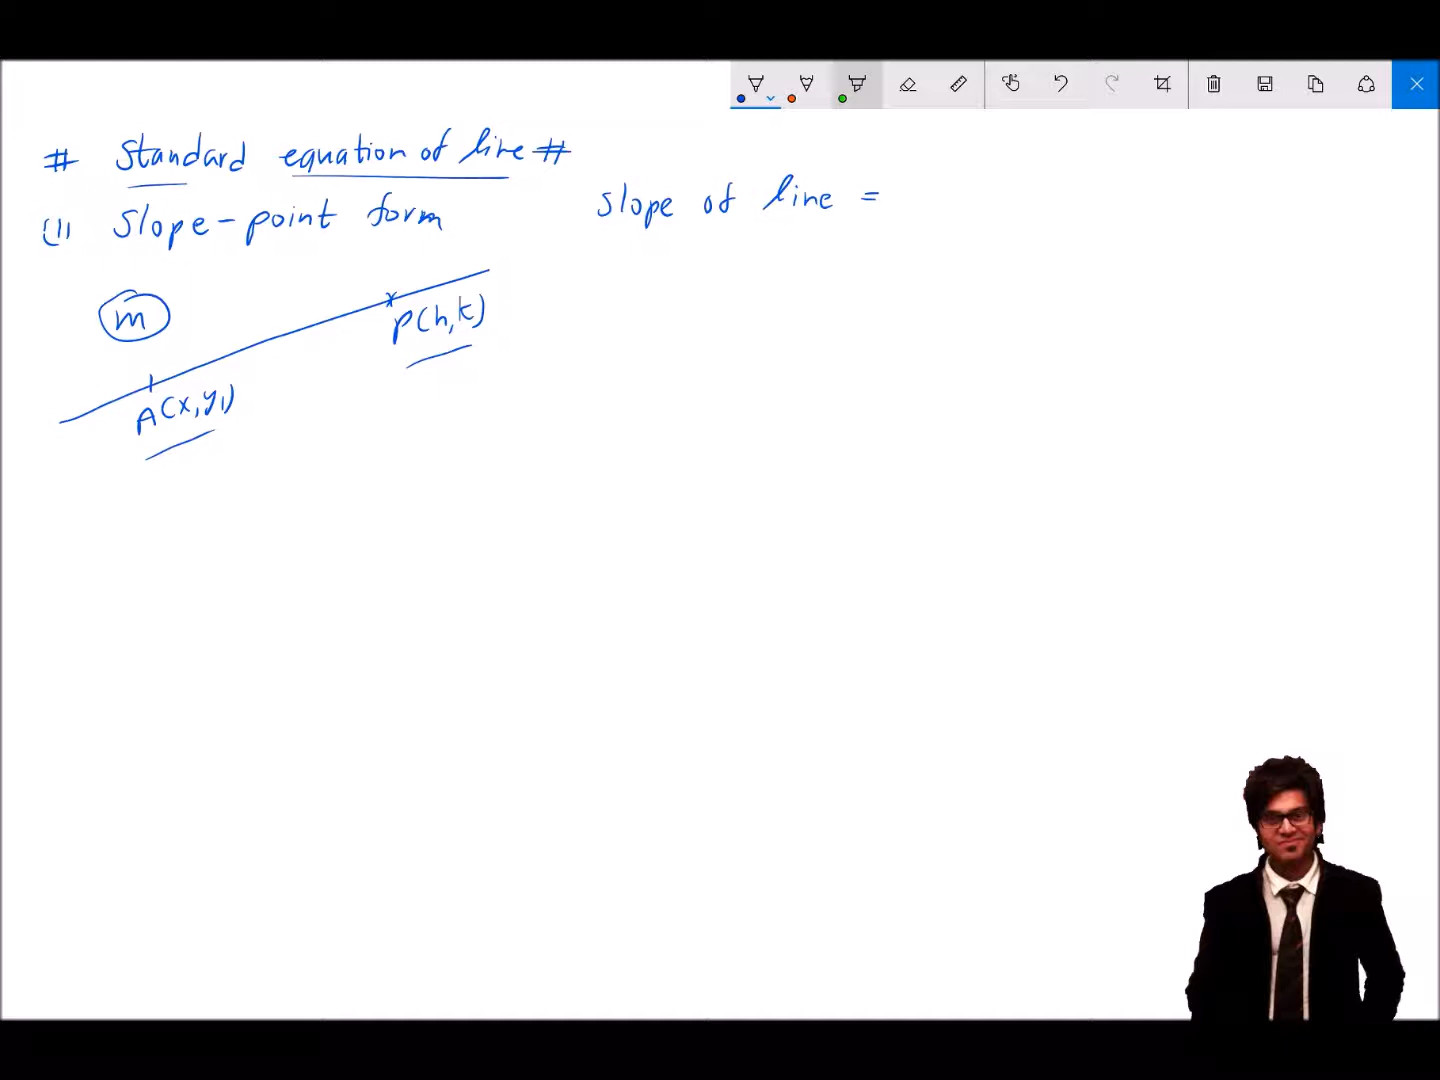 # Standard equation of line #
(1) Slope-point form
slope of line =
m
P(h,k)
A(x,y1)